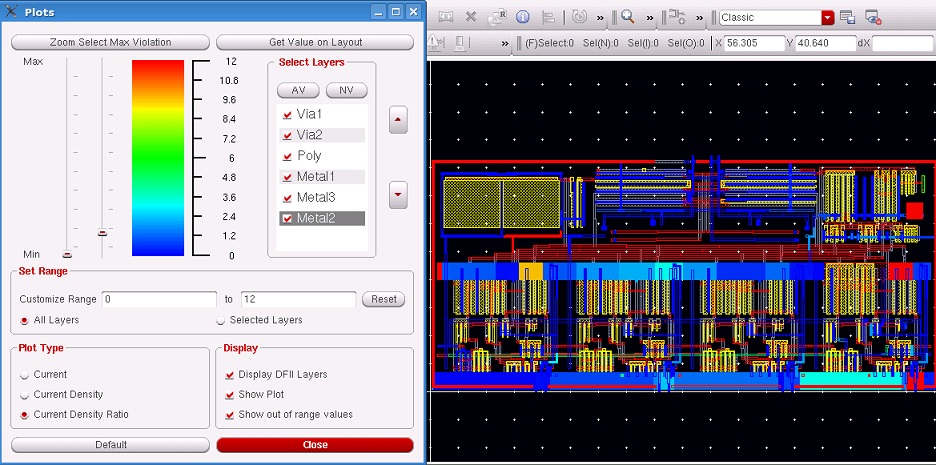 Plots
Zoom Select Max Violation
Get Value on Layout
Max
Min
12
10.8
9.6
8.4
7.2
6
4.8
3.6
2.4
1.2
0
Select Layers
AV NV
Via1
Via2
Poly
Metal1
Metal3
Metal2
Set Range
Customize Range 0 to 12 Reset
All Layers Selected Layers
Plot Type
Current
Current Density
Current Density Ratio
Display
Display DFII Layers
Show Plot
Show out of range values
Default
Close
» » » Classic
» (F)Select:0 Sel(N):0 Sel(I):0 Sel(O):0 X 56.305 Y 40.640 dX